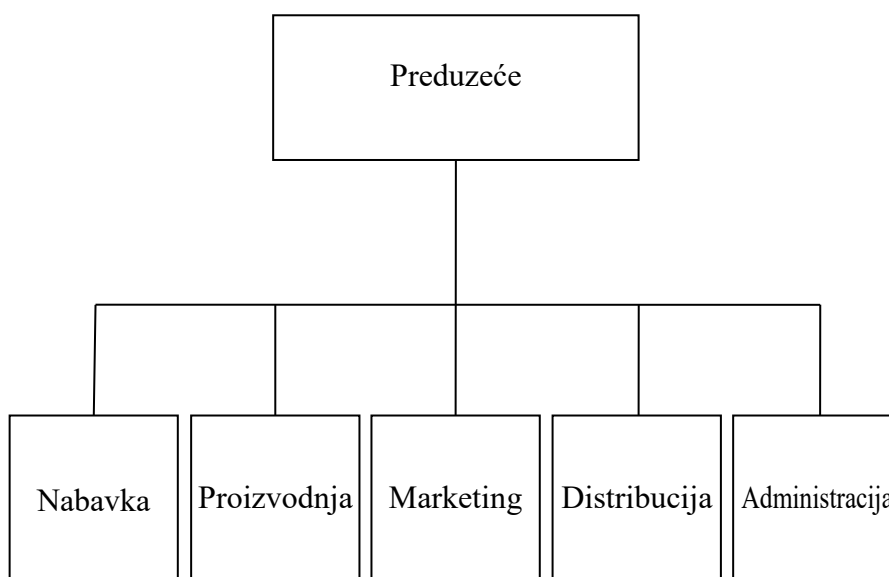 Preduzeće
Nabavka
Proizvodnja
Marketing
Distribucija
Administracija